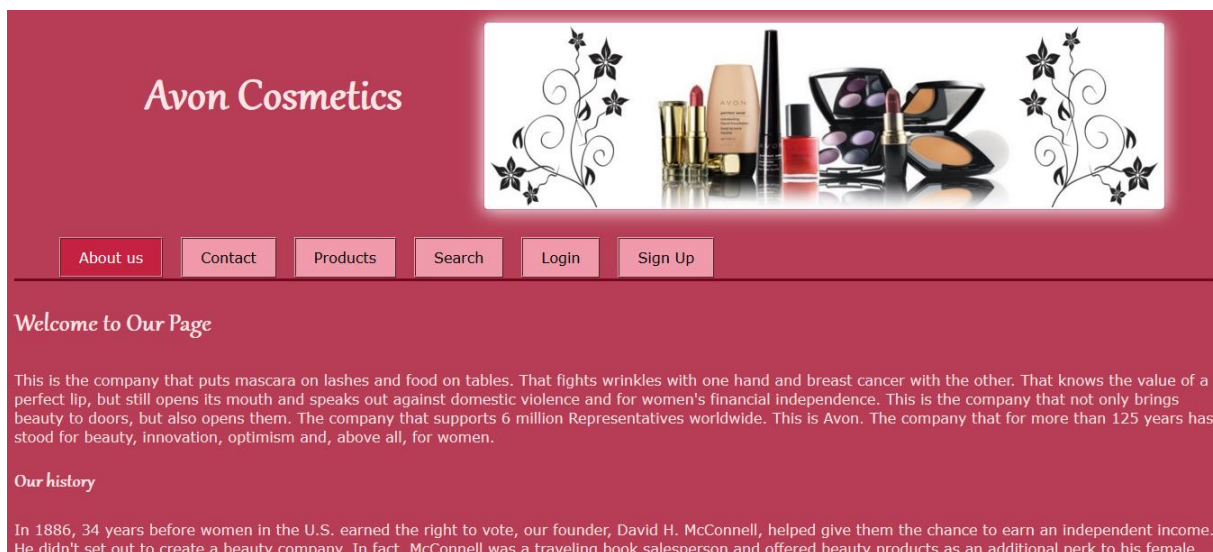 Avon Cosmetics
AVON
About us
Contact
Products
Search
Login
Sign Up
Welcome to Our Page
This is the company that puts mascara on lashes and food on tables. That fights wrinkles with one hand and breast cancer with the other. That knows the value of a
perfect lip, but still opens its mouth and speaks out against domestic violence and for women's financial independence. This is the company that not only brings
beauty to doors, but also opens them. The company that supports 6 million Representatives worldwide. This is Avon. The company that for more than 125 years has
stood for beauty, innovation, optimism and, above all, for women.
Our history
In 1886, 34 years before women in the U.S. earned the right to vote, our founder, David H. McConnell, helped give them the chance to earn an independent income.
He didn't set out to create a beauty company. In fact, McConnell was a traveling book salesperson and offered beauty products as an additional perk to his female